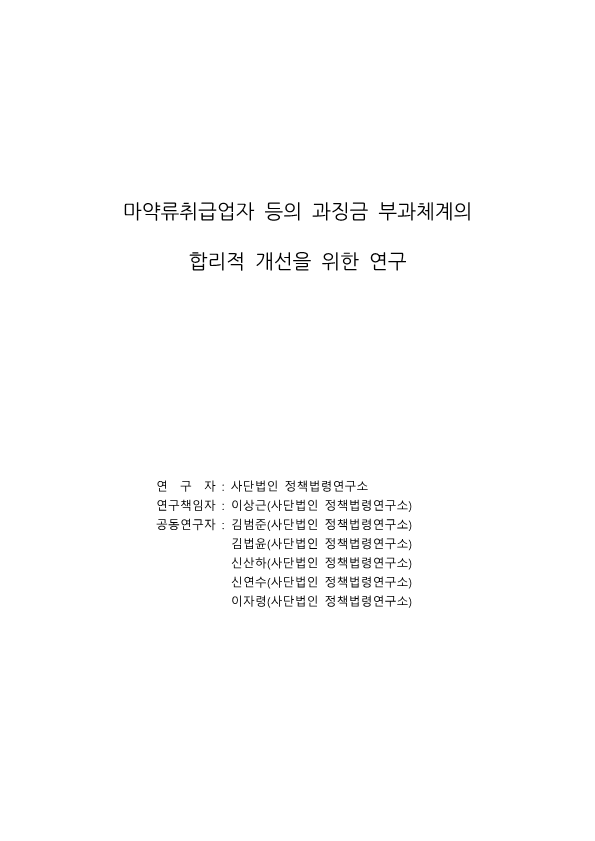 마약류취급업자 등의 과징금 부과체계의
합리적 개선을 위한 연구
연 구 자 : 사단법인 정책법령연구소
연구책임자 : 이상근(사단법인 정책법령연구소)
공동연구자 : 김범준(사단법인 정책법령연구소)
김법윤(사단법인 정책법령연구소)
신산하(사단법인 정책법령연구소)
신연수(사단법인 정책법령연구소)
이자령(사단법인 정책법령연구소)